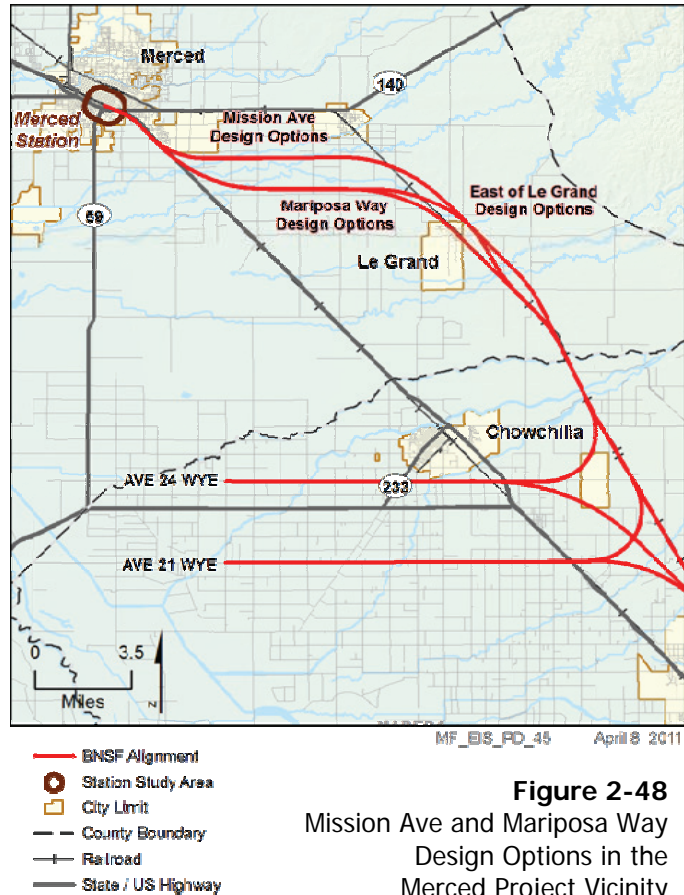 Merced
140
Merced
Station
Mission Ave
Design Options
East of Le Grand
Design Options
Mariposa Way
Design Options
59
Le Grand
Chowchilla
AVE 24 WYE
233
AVE 21 WYE
0 3.5
Miles
MF_EIS_PD_45 April 8 2011
BNSF Alignment
Station Study Area
City Limit
County Boundary
Railroad
State / US Highway
Figure 2-48
Mission Ave and Mariposa Way
Design Options in the
Merced Project Vicinity